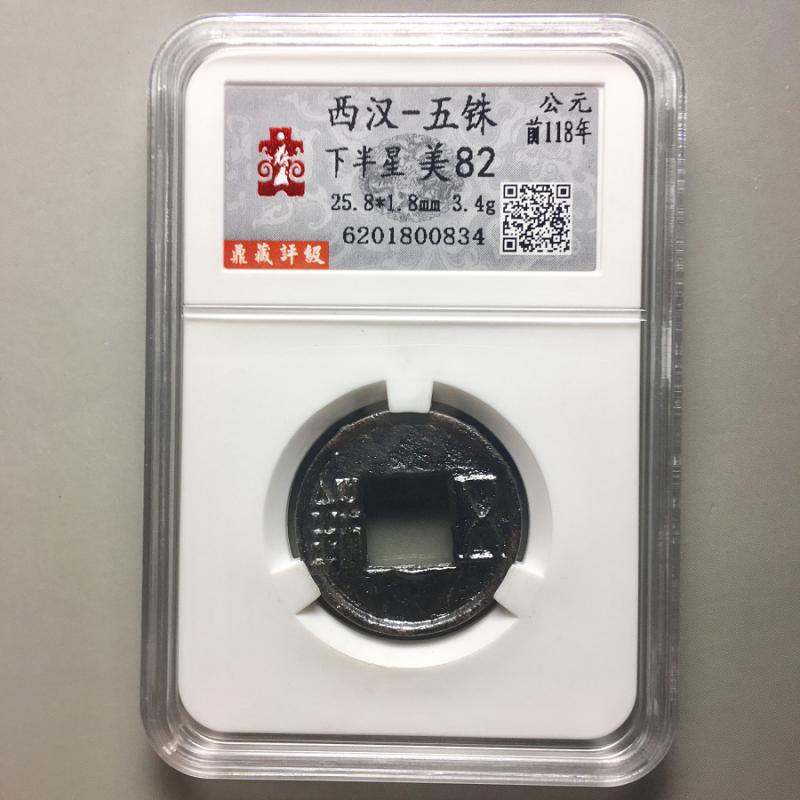 西汉-五铢
公元
前118年
下半星 美82
25.8*1.8mm 3.4g
6201800834
鼎藏評級
五 銖